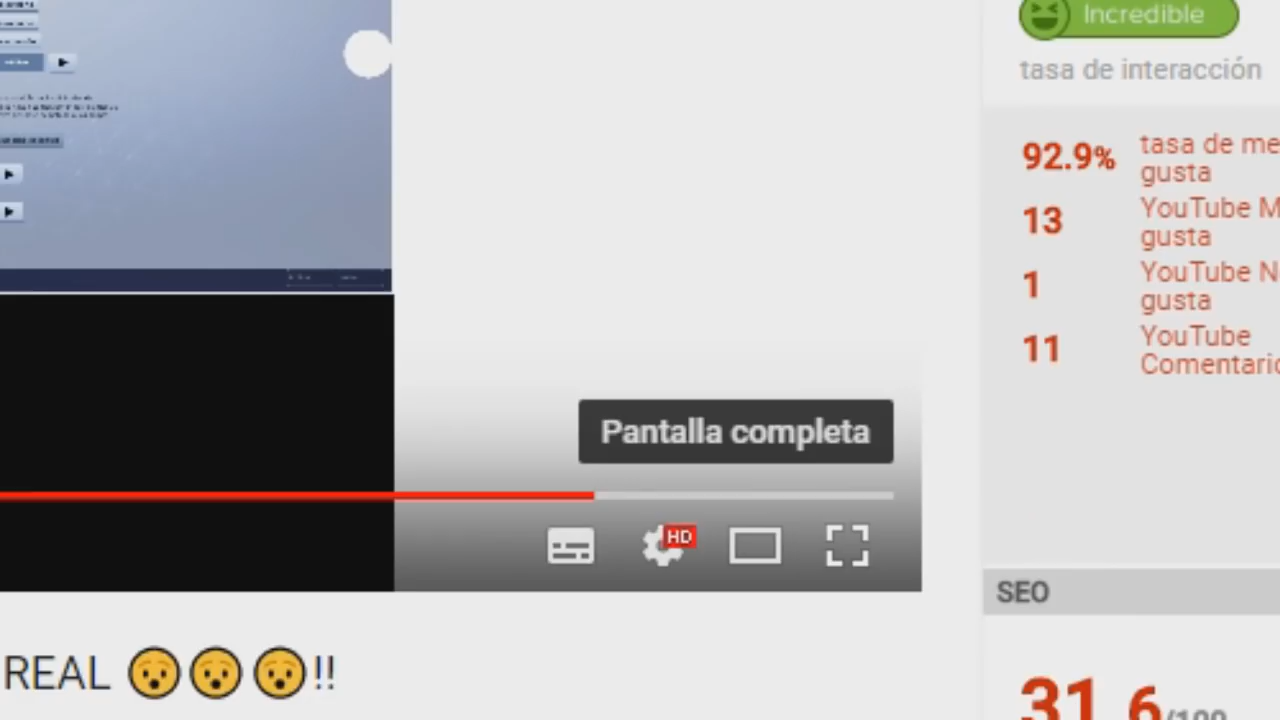 Incredible
tasa de interacción
92.9% tasa de me
gusta
13 YouTube M
gusta
1 YouTube N
gusta
11 YouTube
Comentario
Pantalla completa
HD
SEO
REAL 😮😮😮!!
31.6/100